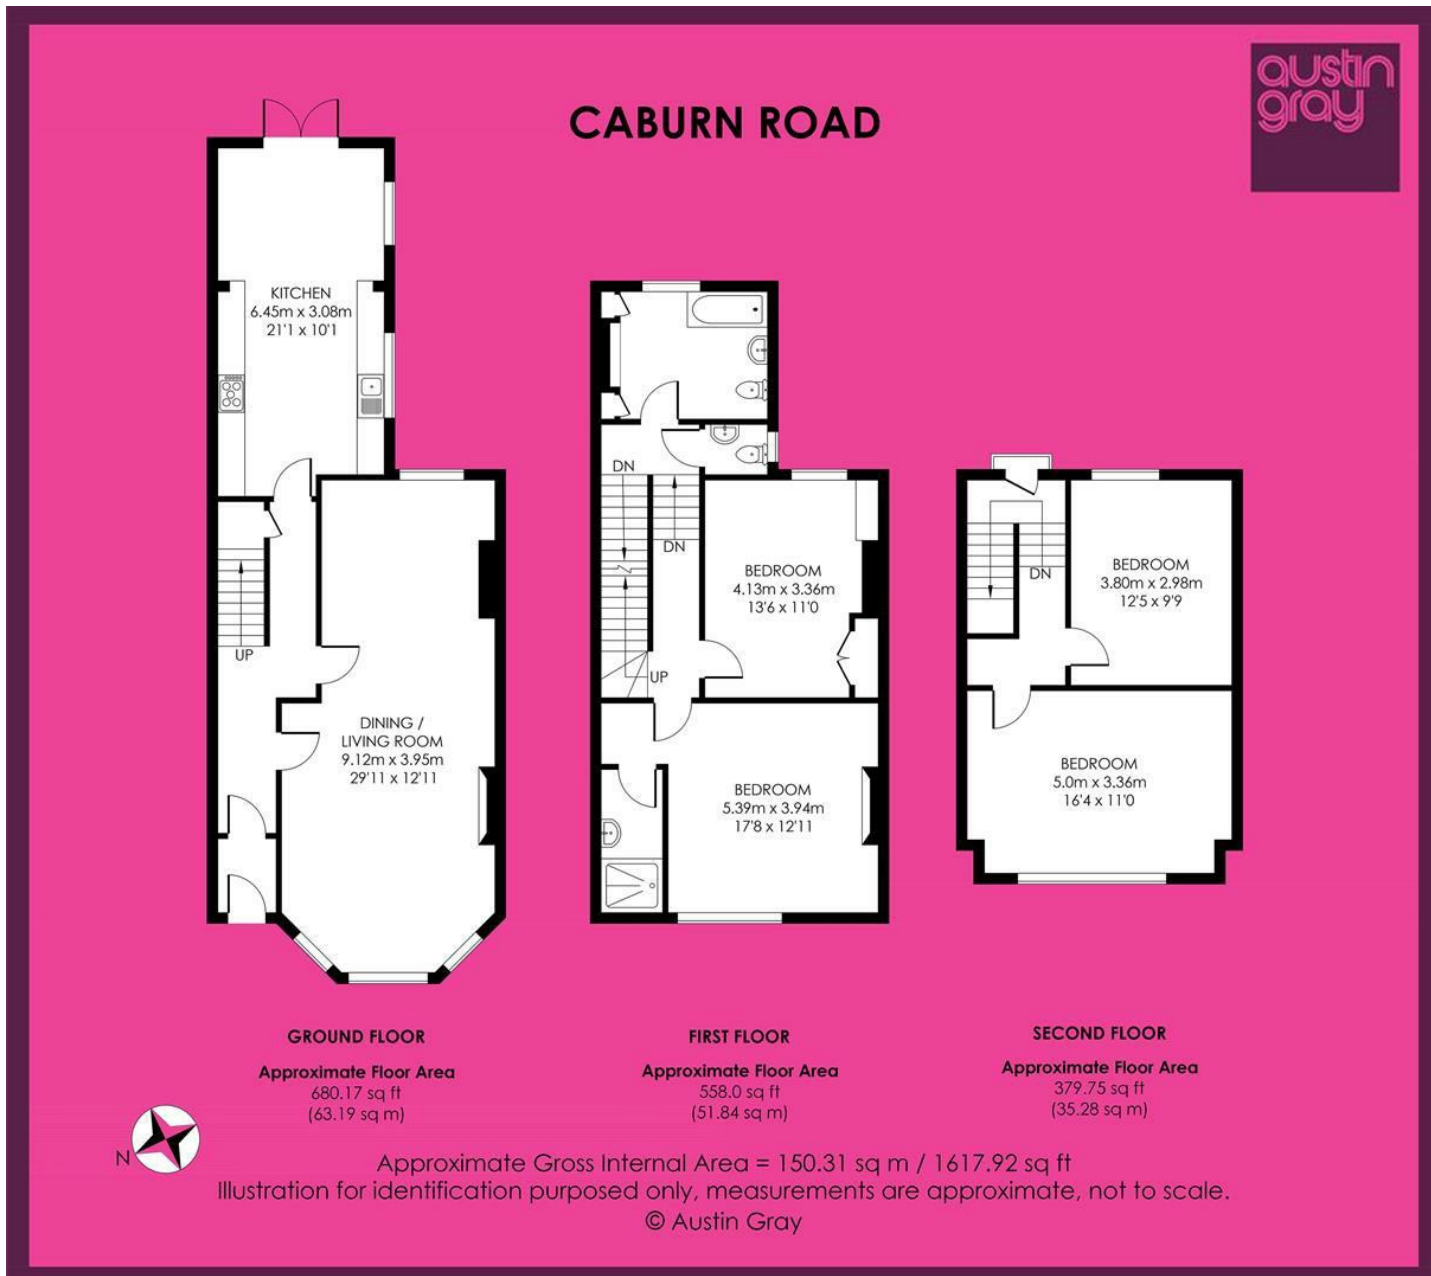 austin
gray
CABURN ROAD
KITCHEN
6.45m x 3.08m
21'1 x 10'1
UP
DINING /
LIVING ROOM
9.12m x 3.95m
29'11 x 12'11
DN
DN
BEDROOM
4.13m x 3.36m
13'6 x 11'0
UP
BEDROOM
5.39m x 3.94m
17'8 x 12'11
DN
BEDROOM
3.80m x 2.98m
12'5 x 9'9
BEDROOM
5.0m x 3.36m
16'4 x 11'0
GROUND FLOOR
Approximate Floor Area
680.17 sq ft
(63.19 sq m)
FIRST FLOOR
Approximate Floor Area
558.0 sq ft
(51.84 sq m)
SECOND FLOOR
Approximate Floor Area
379.75 sq ft
(35.28 sq m)
N
Approximate Gross Internal Area = 150.31 sq m / 1617.92 sq ft
Illustration for identification purposed only, measurements are approximate, not to scale.
© Austin Gray